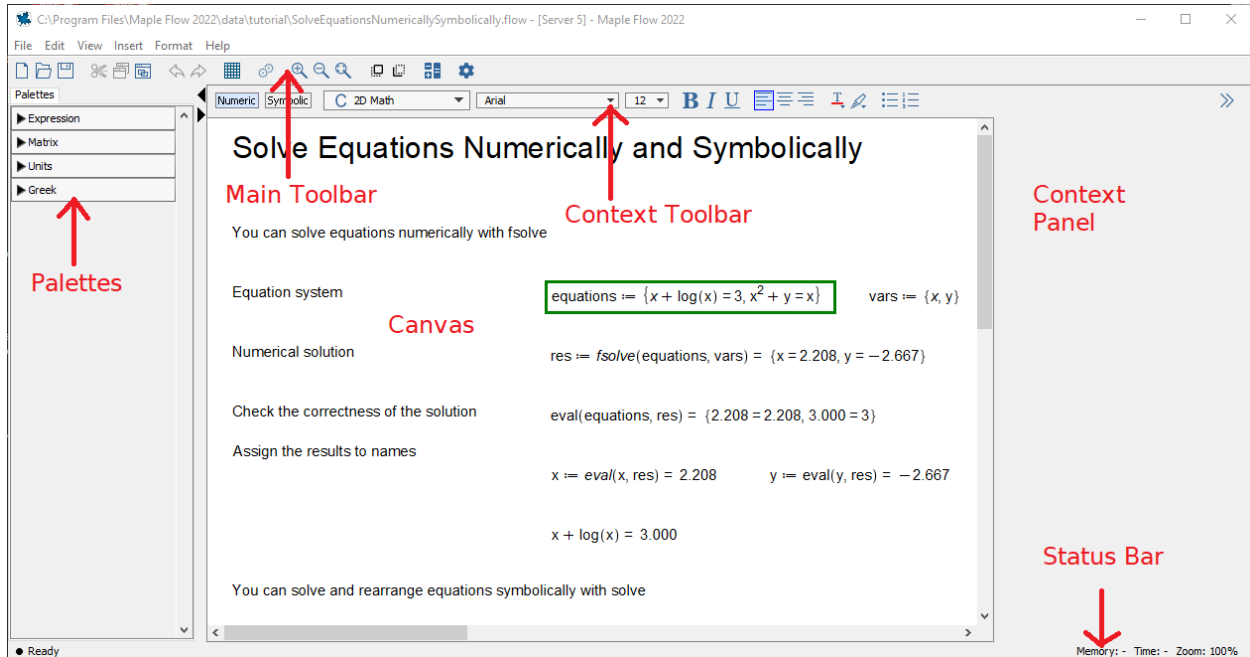 C:\Program Files\Maple Flow 2022\data\tutorial\SolveEquationsNumericallySymbolically.flow - [Server 5] - Maple Flow 2022
File Edit View Insert Format Help
Palettes
Numeric Symbolic C 2D Math Arial 12 B I U T
Expression
Matrix
Units
Greek
Solve Equations Numerically and Symbolically
Main Toolbar
Context Toolbar
Context
Panel
You can solve equations numerically with fsolve
Palettes
Equation system equations := {x + log(x) = 3, x² + y = x} vars := {x, y}
Canvas
Numerical solution res := fsolve(equations, vars) = {x = 2.208, y = −2.667}
Check the correctness of the solution eval(equations, res) = {2.208 = 2.208, 3.000 = 3}
Assign the results to names
x := eval(x, res) = 2.208 y := eval(y, res) = −2.667
x + log(x) = 3.000
Status Bar
You can solve and rearrange equations symbolically with solve
Ready Memory: - Time: - Zoom: 100%